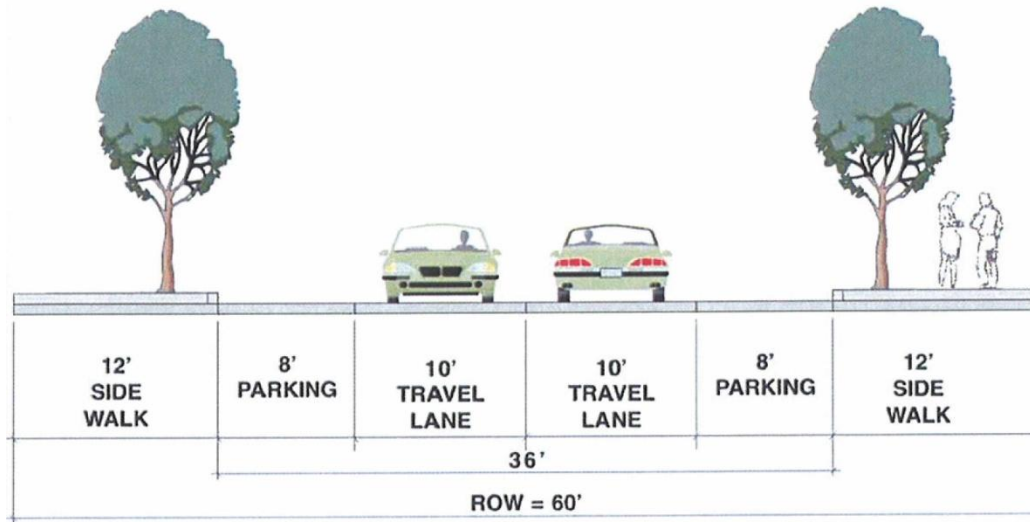 12'
SIDE
WALK
8'
PARKING
10'
TRAVEL
LANE
10'
TRAVEL
LANE
8'
PARKING
12'
SIDE
WALK
36'
ROW = 60'